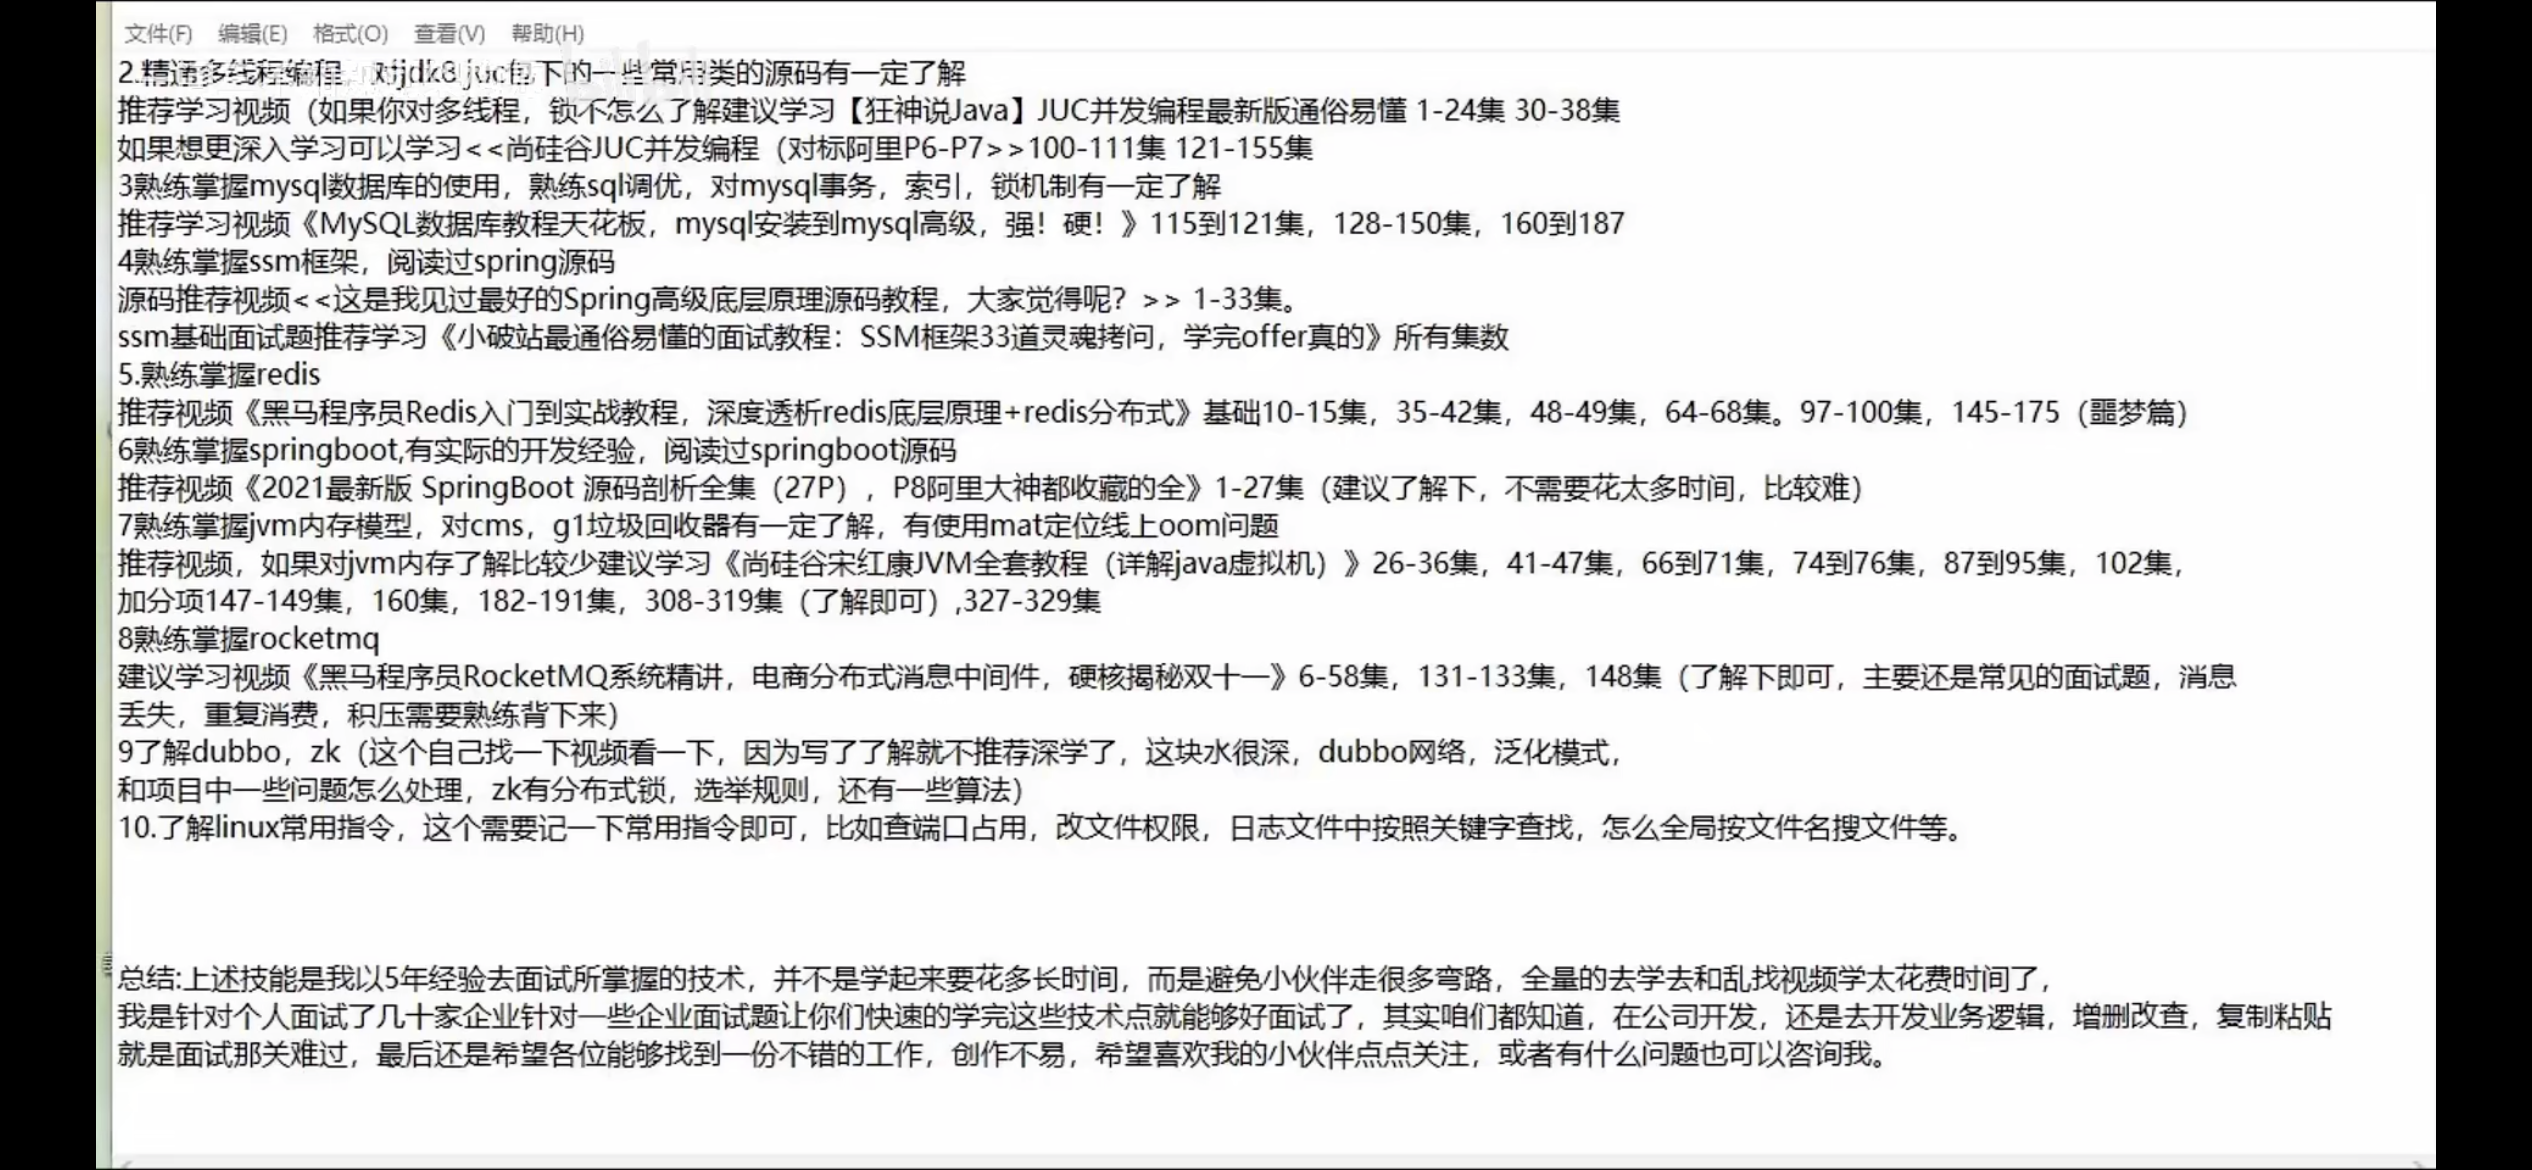 文件(F) 编辑(E) 格式(O) 查看(V) 帮助(H)
2.精通多线程编程，对jdk8 juc包下的一些常用类的源码有一定了解
推荐学习视频（如果你对多线程，锁不怎么了解建议学习【狂神说Java】JUC并发编程最新版通俗易懂 1-24集 30-38集
如果想更深入学习可以学习<<尚硅谷JUC并发编程（对标阿里P6-P7>>100-111集 121-155集
3熟练掌握mysql数据库的使用，熟练sql调优，对mysql事务，索引，锁机制有一定了解
推荐学习视频《MySQL数据库教程天花板，mysql安装到mysql高级，强！硬！》115到121集，128-150集，160到187
4熟练掌握ssm框架，阅读过spring源码
源码推荐视频<<这是我见过最好的Spring高级底层原理源码教程，大家觉得呢？>> 1-33集。
ssm基础面试题推荐学习《小破站最通俗易懂的面试教程：SSM框架33道灵魂拷问，学完offer真的》所有集数
5.熟练掌握redis
推荐视频《黑马程序员Redis入门到实战教程，深度透析redis底层原理+redis分布式》基础10-15集，35-42集，48-49集，64-68集。97-100集，145-175（噩梦篇）
6熟练掌握springboot,有实际的开发经验，阅读过springboot源码
推荐视频《2021最新版 SpringBoot 源码剖析全集（27P），P8阿里大神都收藏的全》1-27集（建议了解下，不需要花太多时间，比较难）
7熟练掌握jvm内存模型，对cms，g1垃圾回收器有一定了解，有使用mat定位线上oom问题
推荐视频，如果对jvm内存了解比较少建议学习《尚硅谷宋红康JVM全套教程（详解java虚拟机）》26-36集，41-47集，66到71集，74到76集，87到95集，102集，
加分项147-149集，160集，182-191集，308-319集（了解即可）,327-329集
8熟练掌握rocketmq
建议学习视频《黑马程序员RocketMQ系统精讲，电商分布式消息中间件，硬核揭秘双十一》6-58集，131-133集，148集（了解下即可，主要还是常见的面试题，消息
丢失，重复消费，积压需要熟练背下来）
9了解dubbo，zk（这个自己找一下视频看一下，因为写了了解就不推荐深学了，这块水很深，dubbo网络，泛化模式，
和项目中一些问题怎么处理，zk有分布式锁，选举规则，还有一些算法）
10.了解linux常用指令，这个需要记一下常用指令即可，比如查端口占用，改文件权限，日志文件中按照关键字查找，怎么全局按文件名搜文件等。
总结:上述技能是我以5年经验去面试所掌握的技术，并不是学起来要花多长时间，而是避免小伙伴走很多弯路，全量的去学去和乱找视频学太花费时间了，
我是针对个人面试了几十家企业针对一些企业面试题让你们快速的学完这些技术点就能够好面试了，其实咱们都知道，在公司开发，还是去开发业务逻辑，增删改查，复制粘贴
就是面试那关难过，最后还是希望各位能够找到一份不错的工作，创作不易，希望喜欢我的小伙伴点点关注，或者有什么问题也可以咨询我。